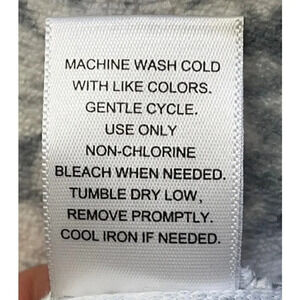 MACHINE WASH COLD
WITH LIKE COLORS.
GENTLE CYCLE.
USE ONLY
NON-CHLORINE
BLEACH WHEN NEEDED.
TUMBLE DRY LOW,
REMOVE PROMPTLY.
COOL IRON IF NEEDED.